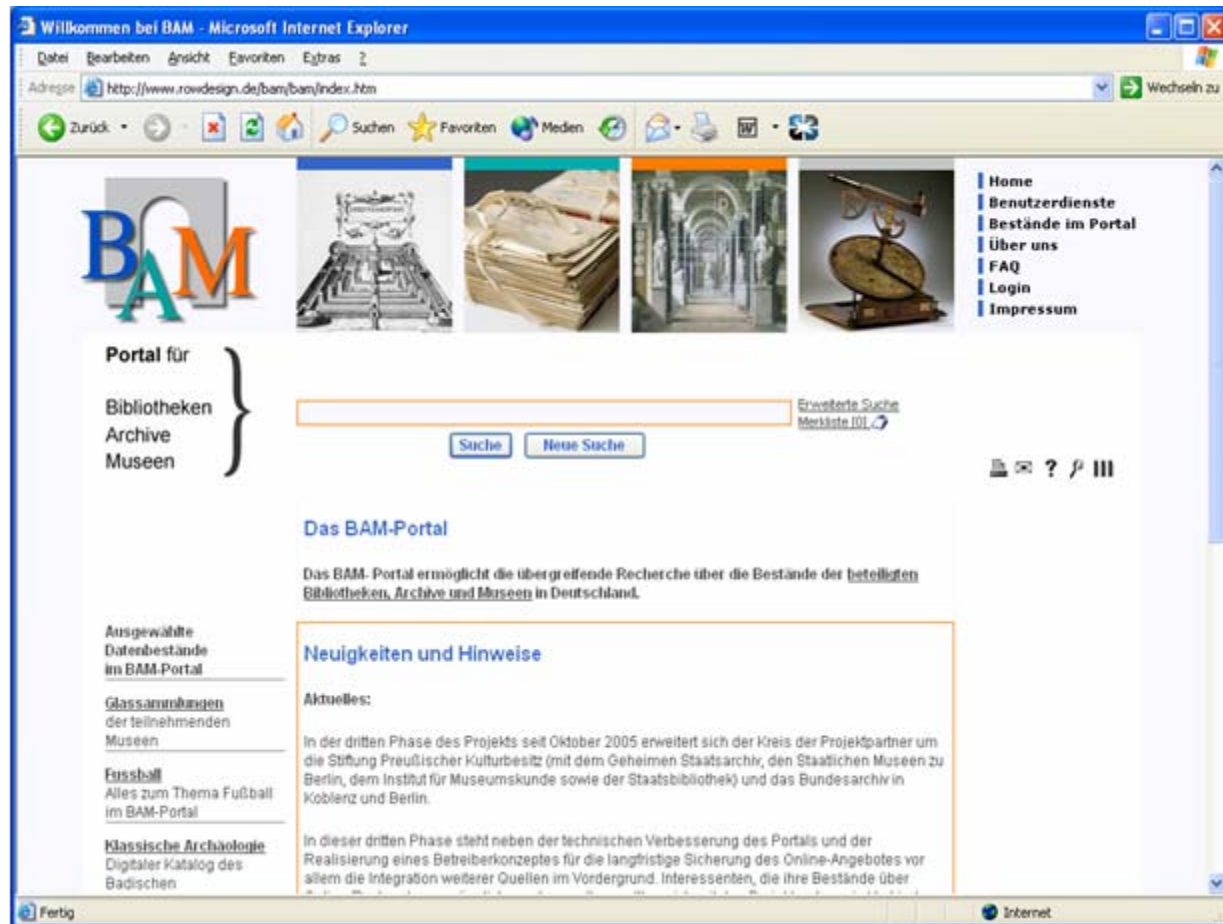 Willkommen bei BAM - Microsoft Internet Explorer
Datei Bearbeiten Ansicht Favoriten Extras ?
Adresse http://www.rowdesign.de/bam/bam/index.htm Wechseln zu
Zurück Suchen Favoriten Medien
BAM
Home
Benutzerdienste
Bestände im Portal
Über uns
FAQ
Login
Impressum
Portal für
Bibliotheken
Archive
Museen
Erweiterte Suche
Merkliste [0]
Suche Neue Suche
Das BAM-Portal
Das BAM- Portal ermöglicht die übergreifende Recherche über die Bestände der beteiligten
Bibliotheken, Archive und Museen in Deutschland.
Ausgewählte
Datenbestände
im BAM-Portal
Glassammlungen
der teilnehmenden
Museen
Fussball
Alles zum Thema Fußball
im BAM-Portal
Klassische Archäologie
Digitaler Katalog des
Badischen
Neuigkeiten und Hinweise
Aktuelles:
In der dritten Phase des Projekts seit Oktober 2005 erweitert sich der Kreis der Projektpartner um
die Stiftung Preußischer Kulturbesitz (mit dem Geheimen Staatsarchiv, den Staatlichen Museen zu
Berlin, dem Institut für Museumskunde sowie der Staatsbibliothek) und das Bundesarchiv in
Koblenz und Berlin.
In dieser dritten Phase steht neben der technischen Verbesserung des Portals und der
Realisierung eines Betreiberkonzeptes für die langfristige Sicherung des Online-Angebotes vor
allem die Integration weiterer Quellen im Vordergrund. Interessenten, die ihre Bestände über
Fertig Internet